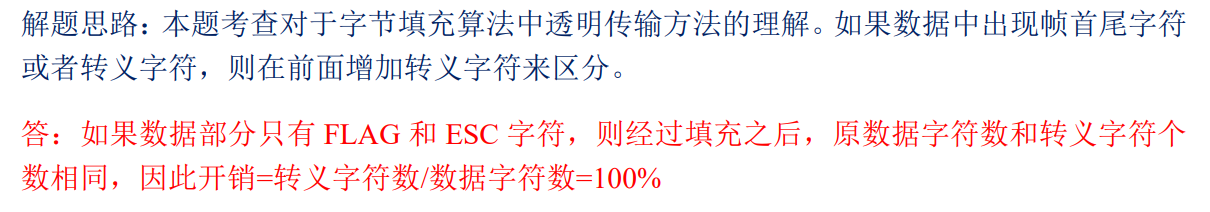 解题思路：本题考查对于字节填充算法中透明传输方法的理解。如果数据中出现帧首尾字符
或者转义字符，则在前面增加转义字符来区分。
答：如果数据部分只有 FLAG 和 ESC 字符，则经过填充之后，原数据字符数和转义字符个
数相同，因此开销=转义字符数/数据字符数=100%